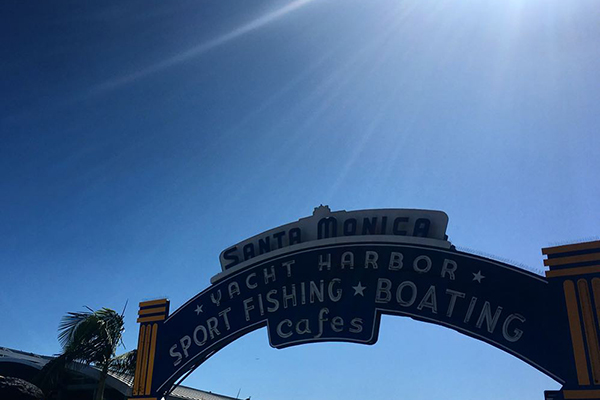 SANTA MONICA
YACHT HARBOR
SPORT FISHING ★ BOATING
Cafes